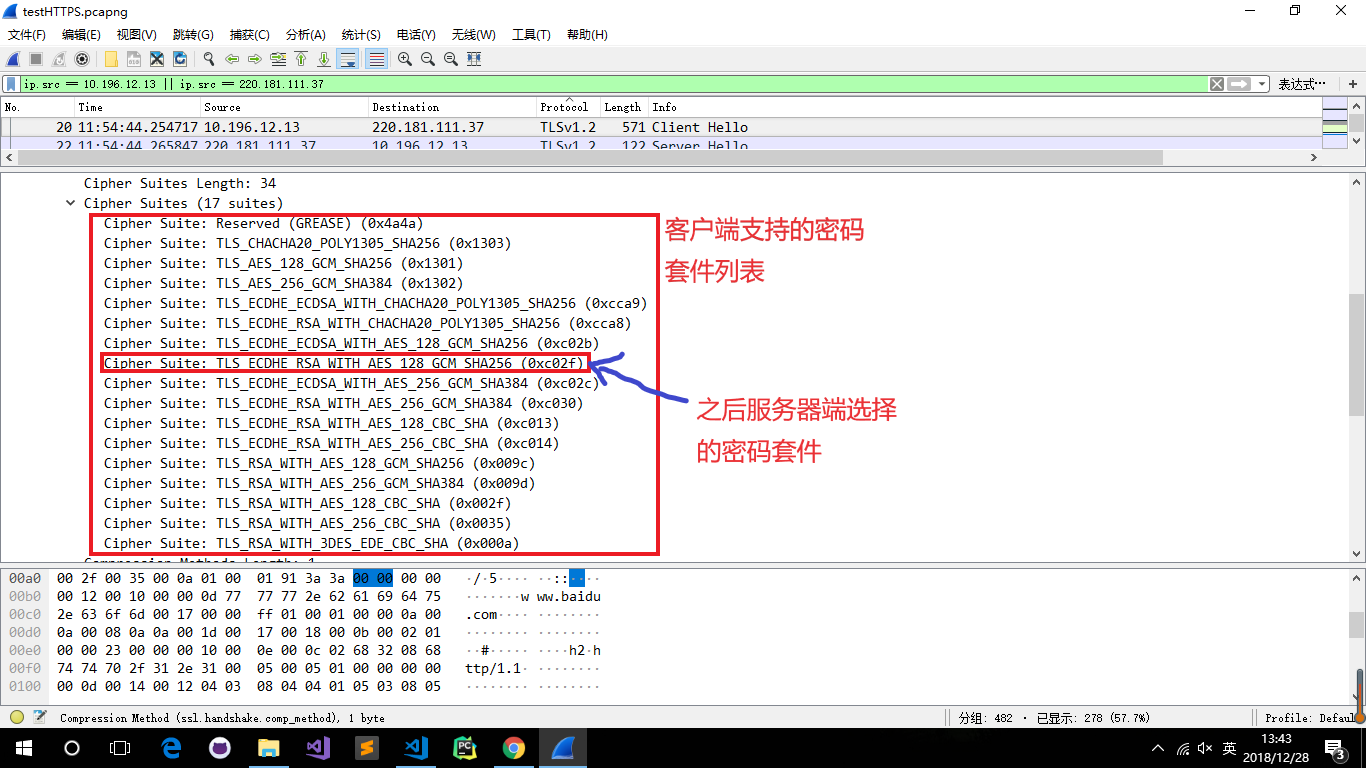 testHTTPS.pcapng
文件(F) 编辑(E) 视图(V) 跳转(G) 捕获(C) 分析(A) 统计(S) 电话(Y) 无线(W) 工具(T) 帮助(H)
ip.src == 10.196.12.13 || ip.src == 220.181.111.37 表达式…
No. Time Source Destination Protocol Length Info
20 11:54:44.254717 10.196.12.13 220.181.111.37 TLSv1.2 571 Client Hello
22 11:54:44.265847 220.181.111.37 10.196.12.13 TLSv1.2 122 Server Hello
Cipher Suites Length: 34
Cipher Suites (17 suites)
Cipher Suite: Reserved (GREASE) (0x4a4a)
客户端支持的密码
Cipher Suite: TLS_CHACHA20_POLY1305_SHA256 (0x1303)
Cipher Suite: TLS_AES_128_GCM_SHA256 (0x1301)
套件列表
Cipher Suite: TLS_AES_256_GCM_SHA384 (0x1302)
Cipher Suite: TLS_ECDHE_ECDSA_WITH_CHACHA20_POLY1305_SHA256 (0xcca9)
Cipher Suite: TLS_ECDHE_RSA_WITH_CHACHA20_POLY1305_SHA256 (0xcca8)
Cipher Suite: TLS_ECDHE_ECDSA_WITH_AES_128_GCM_SHA256 (0xc02b)
Cipher Suite: TLS_ECDHE_RSA_WITH_AES_128_GCM_SHA256 (0xc02f)
Cipher Suite: TLS_ECDHE_ECDSA_WITH_AES_256_GCM_SHA384 (0xc02c)
Cipher Suite: TLS_ECDHE_RSA_WITH_AES_256_GCM_SHA384 (0xc030)
之后服务器端选择
Cipher Suite: TLS_ECDHE_RSA_WITH_AES_128_CBC_SHA (0xc013)
Cipher Suite: TLS_ECDHE_RSA_WITH_AES_256_CBC_SHA (0xc014)
的密码套件
Cipher Suite: TLS_RSA_WITH_AES_128_GCM_SHA256 (0x009c)
Cipher Suite: TLS_RSA_WITH_AES_256_GCM_SHA384 (0x009d)
Cipher Suite: TLS_RSA_WITH_AES_128_CBC_SHA (0x002f)
Cipher Suite: TLS_RSA_WITH_AES_256_CBC_SHA (0x0035)
Cipher Suite: TLS_RSA_WITH_3DES_EDE_CBC_SHA (0x000a)
Compression Methods Length: 1
00a0 00 2f 00 35 00 0a 01 00 01 91 3a 3a 00 00 00 00 ·/·5···· ··::····
00b0 00 12 00 10 00 00 0d 77 77 77 2e 62 61 69 64 75 ·······w ww.baidu
00c0 2e 63 6f 6d 00 17 00 00 ff 01 00 01 00 00 0a 00 .com···· ········
00d0 0a 00 08 0a 0a 00 1d 00 17 00 18 00 0b 00 02 01 ········ ········
00e0 00 00 23 00 00 00 10 00 0e 00 0c 02 68 32 08 68 ··#····· ····h2·h
00f0 74 74 70 2f 31 2e 31 00 05 00 05 01 00 00 00 00 ttp/1.1· ········
0100 00 0d 00 14 00 12 04 03 08 04 04 01 05 03 08 05 ········ ········
Compression Method (ssl.handshake.comp_method), 1 byte 分组: 482 · 已显示: 278 (57.7%) Profile: Defaul
英 13:43
2018/12/28 3